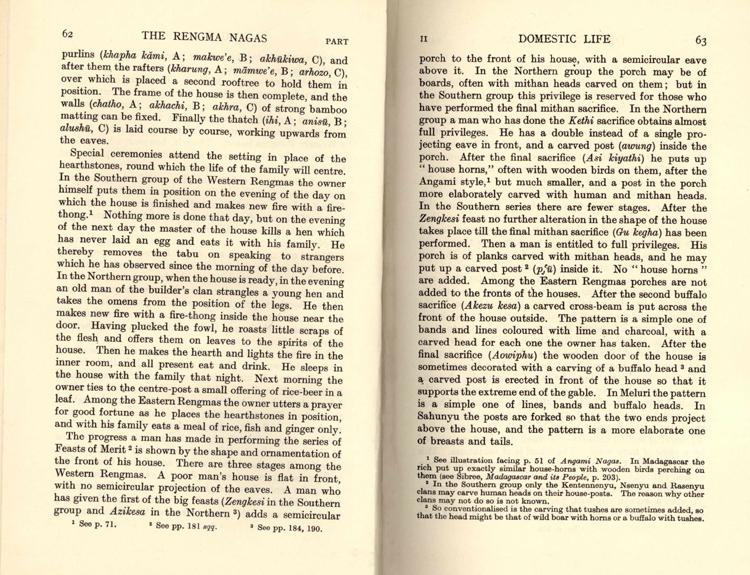 62 THE RENGMA NAGAS PART
purlins (khapha kāmi, A; makwe'e, B; akhŭkiwa, C), and
after them the rafters (kharung, A; māmwe'e, B; arhozo, C),
over which is placed a second rooftree to hold them in
position. The frame of the house is then complete, and the
walls (chatho, A; akhachi, B; akhra, C) of strong bamboo
matting can be fixed. Finally the thatch (ihi, A; anisŭ, B;
alushŭ, C) is laid course by course, working upwards from
the eaves.
Special ceremonies attend the setting in place of the
hearthstones, round which the life of the family will centre.
In the Southern group of the Western Rengmas the owner
himself puts them in position on the evening of the day on
which the house is finished and makes new fire with a fire-
thong.¹ Nothing more is done that day, but on the evening
of the next day the master of the house kills a hen which
has never laid an egg and eats it with his family. He
thereby removes the tabu on speaking to strangers
which he has observed since the morning of the day before.
In the Northern group, when the house is ready, in the evening
an old man of the builder's clan strangles a young hen and
takes the omens from the position of the legs. He then
makes new fire with a fire-thong inside the house near the
door. Having plucked the fowl, he roasts little scraps of
the flesh and offers them on leaves to the spirits of the
house. Then he makes the hearth and lights the fire in the
inner room, and all present eat and drink. He sleeps in
the house with the family that night. Next morning the
owner ties to the centre-post a small offering of rice-beer in a
leaf. Among the Eastern Rengmas the owner utters a prayer
for good fortune as he places the hearthstones in position,
and with his family eats a meal of rice, fish and ginger only.
The progress a man has made in performing the series of
Feasts of Merit ² is shown by the shape and ornamentation of
the front of his house. There are three stages among the
Western Rengmas. A poor man's house is flat in front,
with no semicircular projection of the eaves. A man who
has given the first of the big feasts (Zengkesi in the Southern
group and Azikesa in the Northern ³) adds a semicircular
¹ See p. 71. ² See pp. 181 sqq. ³ See pp. 184, 190.
II DOMESTIC LIFE 63
porch to the front of his house, with a semicircular eave
above it. In the Northern group the porch may be of
boards, often with mithan heads carved on them; but in
the Southern group this privilege is reserved for those who
have performed the final mithan sacrifice. In the Northern
group a man who has done the Kethi sacrifice obtains almost
full privileges. He has a double instead of a single pro-
jecting eave in front, and a carved post (awung) inside the
porch. After the final sacrifice (Asi kiyathi) he puts up
" house horns," often with wooden birds on them, after the
Angami style,¹ but much smaller, and a post in the porch
more elaborately carved with human and mithan heads.
In the Southern series there are fewer stages. After the
Zengkesi feast no further alteration in the shape of the house
takes place till the final mithan sacrifice (Gu kegha) has been
performed. Then a man is entitled to full privileges. His
porch is of planks carved with mithan heads, and he may
put up a carved post ² (pfŭ) inside it. No " house horns "
are added. Among the Eastern Rengmas porches are not
added to the fronts of the houses. After the second buffalo
sacrifice (Akezu kesa) a carved cross-beam is put across the
front of the house outside. The pattern is a simple one of
bands and lines coloured with lime and charcoal, with a
carved head for each one the owner has taken. After the
final sacrifice (Aowiphu) the wooden door of the house is
sometimes decorated with a carving of a buffalo head ³ and
a carved post is erected in front of the house so that it
supports the extreme end of the gable. In Meluri the pattern
is a simple one of lines, bands and buffalo heads. In
Sahunyu the posts are forked so that the two ends project
above the house, and the pattern is a more elaborate one
of breasts and tails.
¹ See illustration facing p. 51 of Angami Nagas. In Madagascar the
rich put up exactly similar house-horns with wooden birds perching on
them (see Sibree, Madagascar and its People, p. 203).
² In the Southern group only the Kentennenyu, Nsenyu and Rasenyu
clans may carve human heads on their house-posts. The reason why other
clans may not do so is not known.
³ So conventionalised is the carving that tushes are sometimes added, so
that the head might be that of wild boar with horns or a buffalo with tushes.